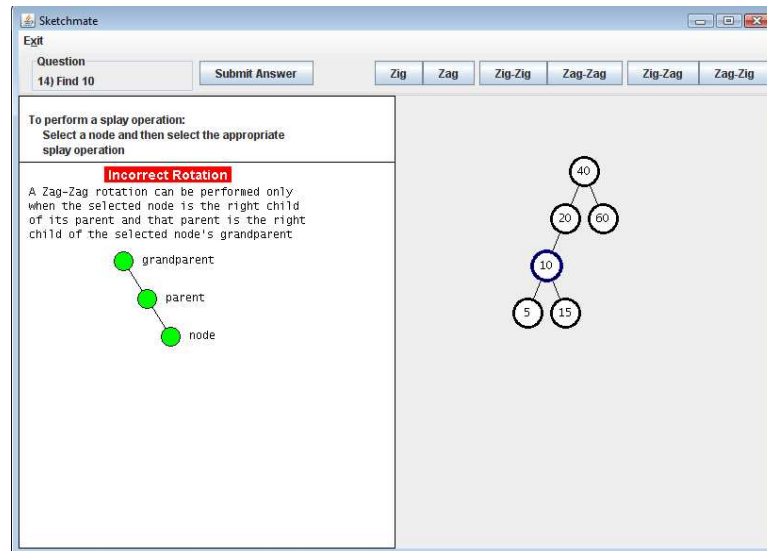 Sketchmate
Exit
Question
14) Find 10
Submit Answer
Zig
Zag
Zig-Zig
Zag-Zag
Zig-Zag
Zag-Zig
To perform a splay operation:
Select a node and then select the appropriate
splay operation
Incorrect Rotation
A Zag-Zag rotation can be performed only
when the selected node is the right child
of its parent and that parent is the right
child of the selected node's grandparent
grandparent
parent
node
40
20
60
10
5
15